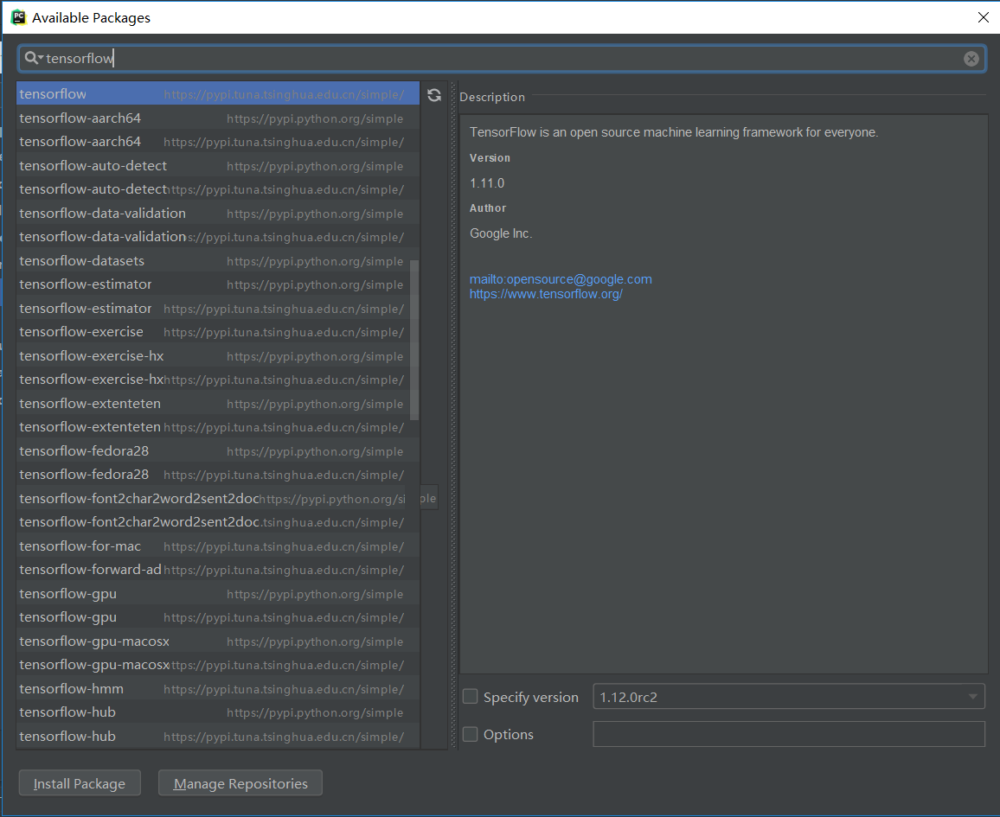 PC Available Packages
tensorflow
tensorflow https://pypi.tuna.tsinghua.edu.cn/simple/
tensorflow-aarch64 https://pypi.python.org/simple
tensorflow-aarch64 https://pypi.tuna.tsinghua.edu.cn/simple/
tensorflow-auto-detect https://pypi.python.org/simple
tensorflow-auto-detect https://pypi.tuna.tsinghua.edu.cn/simple/
tensorflow-data-validation https://pypi.python.org/simple
tensorflow-data-validation s://pypi.tuna.tsinghua.edu.cn/simple/
tensorflow-datasets https://pypi.python.org/simple
tensorflow-estimator https://pypi.python.org/simple
tensorflow-estimator https://pypi.tuna.tsinghua.edu.cn/simple/
tensorflow-exercise https://pypi.tuna.tsinghua.edu.cn/simple/
tensorflow-exercise-hx https://pypi.python.org/simple
tensorflow-exercise-hx https://pypi.tuna.tsinghua.edu.cn/simple/
tensorflow-extenteten https://pypi.python.org/simple
tensorflow-extenteten https://pypi.tuna.tsinghua.edu.cn/simple/
tensorflow-fedora28 https://pypi.python.org/simple
tensorflow-fedora28 https://pypi.tuna.tsinghua.edu.cn/simple/
tensorflow-font2char2word2sent2doc https://pypi.python.org/simple
tensorflow-font2char2word2sent2doc .tsinghua.edu.cn/simple/
tensorflow-for-mac https://pypi.tuna.tsinghua.edu.cn/simple/
tensorflow-forward-ad https://pypi.tuna.tsinghua.edu.cn/simple/
tensorflow-gpu https://pypi.python.org/simple
tensorflow-gpu https://pypi.tuna.tsinghua.edu.cn/simple/
tensorflow-gpu-macosx https://pypi.python.org/simple
tensorflow-gpu-macosx ttps://pypi.tuna.tsinghua.edu.cn/simple/
tensorflow-hmm https://pypi.tuna.tsinghua.edu.cn/simple/
tensorflow-hub https://pypi.python.org/simple
tensorflow-hub https://pypi.tuna.tsinghua.edu.cn/simple/
Description
TensorFlow is an open source machine learning framework for everyone.
Version
1.11.0
Author
Google Inc.
mailto:opensource@google.com
https://www.tensorflow.org/
Specify version 1.12.0rc2
Options
Install Package Manage Repositories